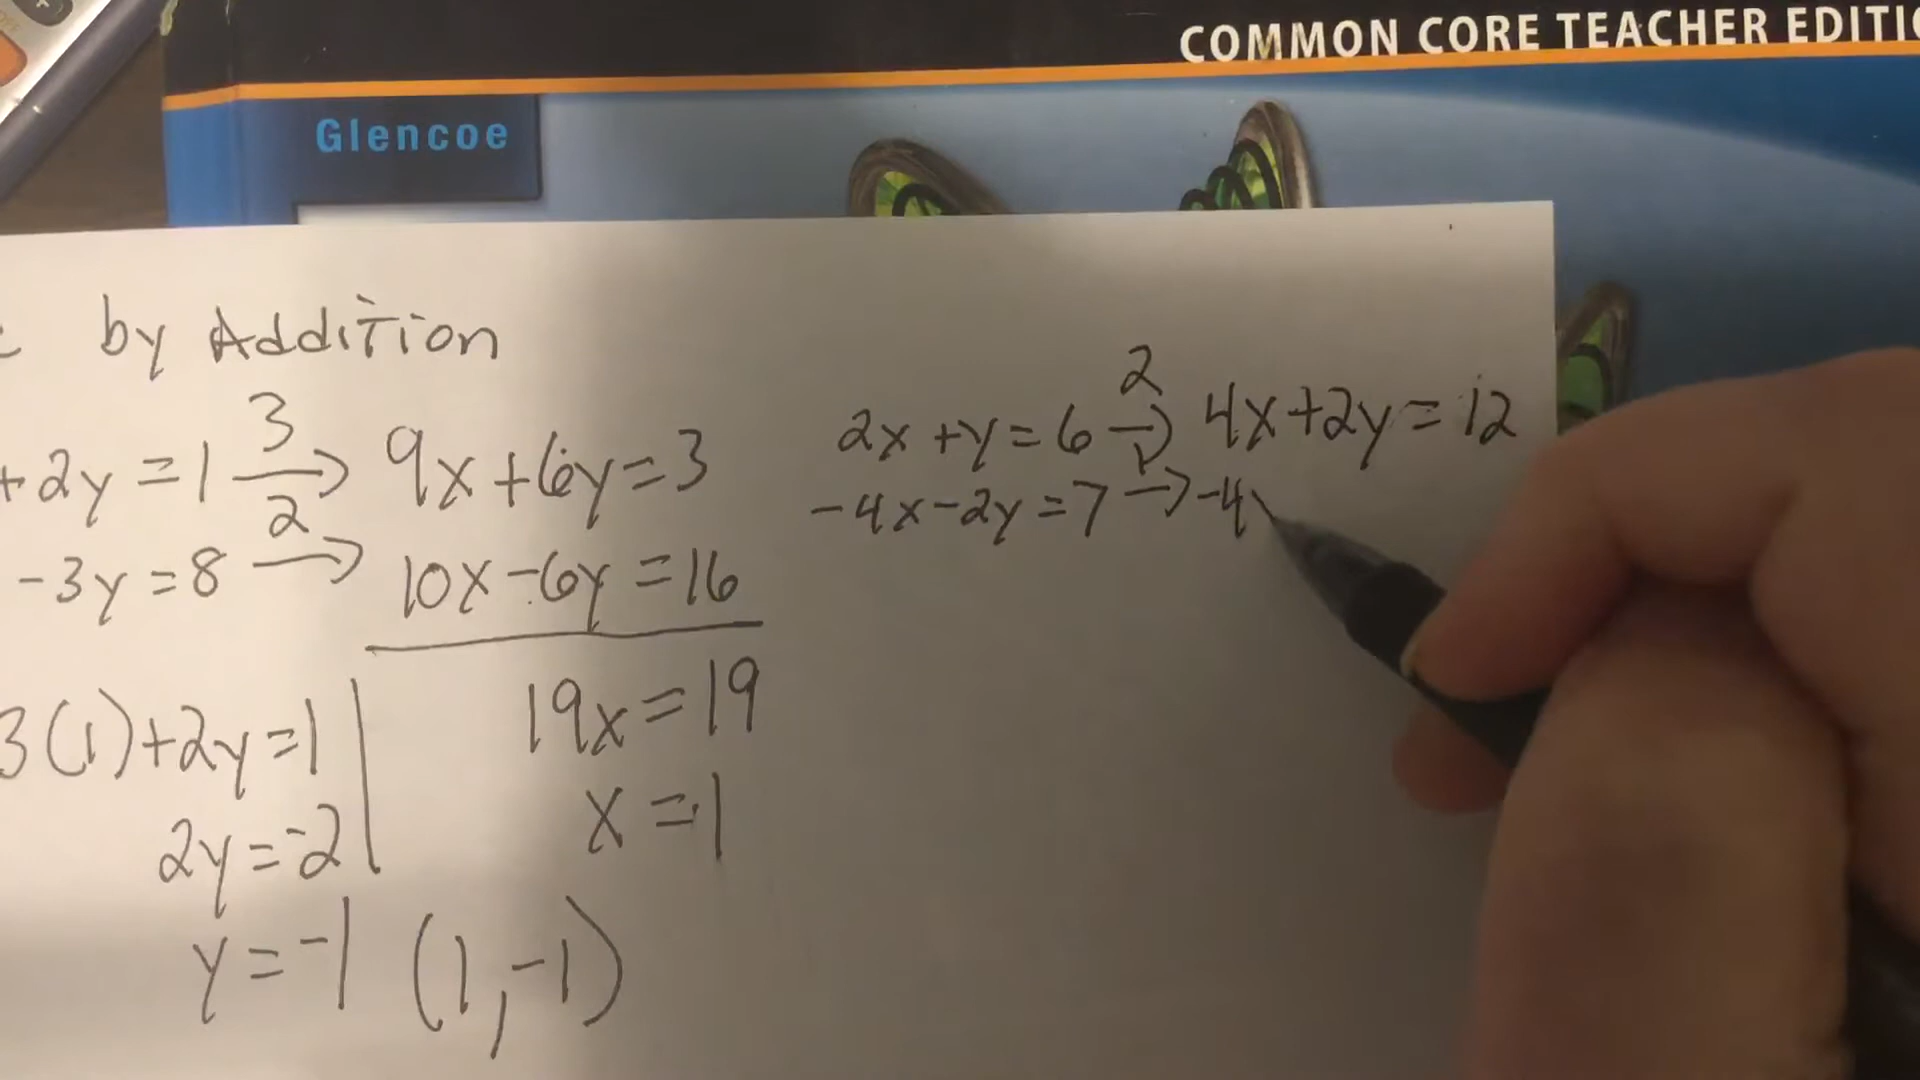 COMMON CORE TEACHER EDITIO
Glencoe
by Addition
+2y=1 3→ 9x+6y=3
-3y=8 2→ 10x-6y=16
19x=19
x=1
3(1)+2y=1
2y=-2
y=-1 (1,-1)
2x+y=6 2→ 4x+2y=12
-4x-2y=7 1→ -4x